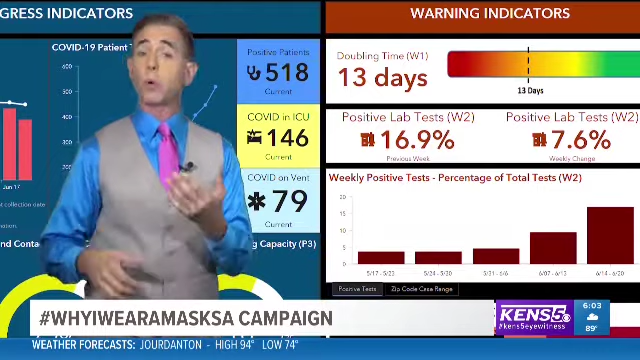 GRESS INDICATORS
WARNING INDICATORS
COVID-19 Patient T
Positive Patients
518
Current
COVID in ICU
146
Current
COVID on Vent
79
Current
600
500
400
300
200
Jun 17
t collection date
nd Contac
g Capacity (P3)
Doubling Time (W1)
13 days
13 Days
Positive Lab Tests (W2)
16.9%
Previous Week
Positive Lab Tests (W2)
7.6%
Weekly Change
Weekly Positive Tests - Percentage of Total Tests (W2)
20
15
10
5
0
5/17 - 5/23
5/24 - 5/30
5/31 - 6/6
6/07 - 6/13
6/14 - 6/20
Positive Tests
Zip Code Case Range
#WHYIWEARAMASKSA CAMPAIGN
KENS 5
#kens5eyewitness
6:03
89°
WEATHER FORECASTS: JOURDANTON - HIGH 94° LOW 74°